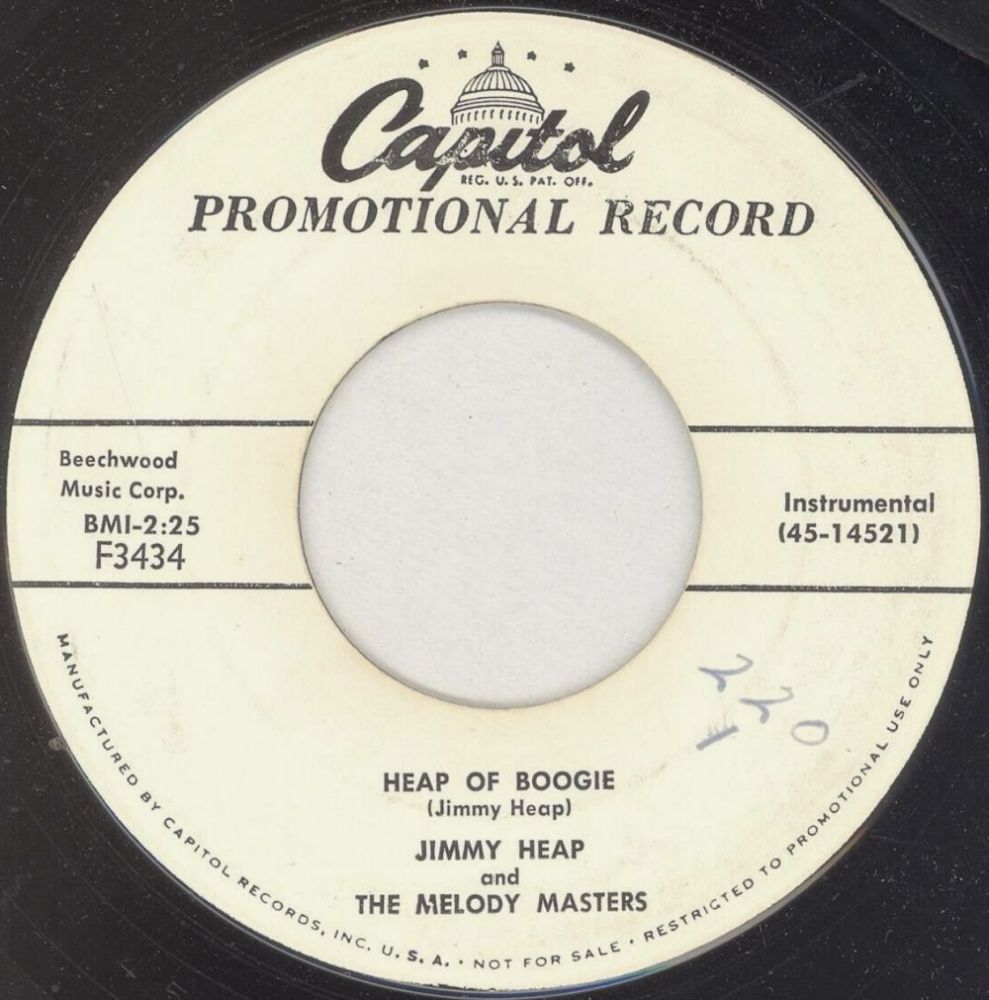 Capitol
REG. U. S. PAT. OFF.
PROMOTIONAL RECORD
Beechwood
Music Corp.
BMI-2:25
F3434
Instrumental
(45-14521)
220
HEAP OF BOOGIE
(Jimmy Heap)
JIMMY HEAP
and
THE MELODY MASTERS
MANUFACTURED BY CAPITOL RECORDS, INC. U. S. A. • NOT FOR SALE • RESTRICTED TO PROMOTIONAL USE ONLY